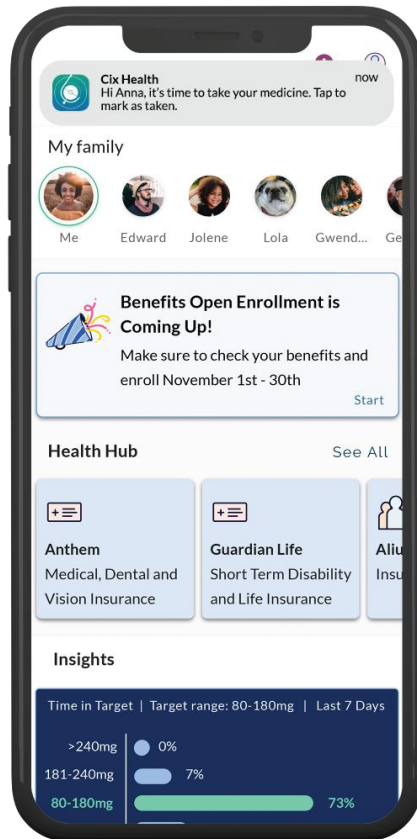 Cix Health
now
Hi Anna, it's time to take your medicine. Tap to
mark as taken.
My family
Me
Edward
Jolene
Lola
Gwend...
Ge
Benefits Open Enrollment is
Coming Up!
Make sure to check your benefits and
enroll November 1st - 30th
Start
Health Hub
See All
Anthem
Medical, Dental and
Vision Insurance
Guardian Life
Short Term Disability
and Life Insurance
Aliu
Insu
Insights
Time in Target | Target range: 80-180mg | Last 7 Days
>240mg 0%
181-240mg 7%
80-180mg 73%